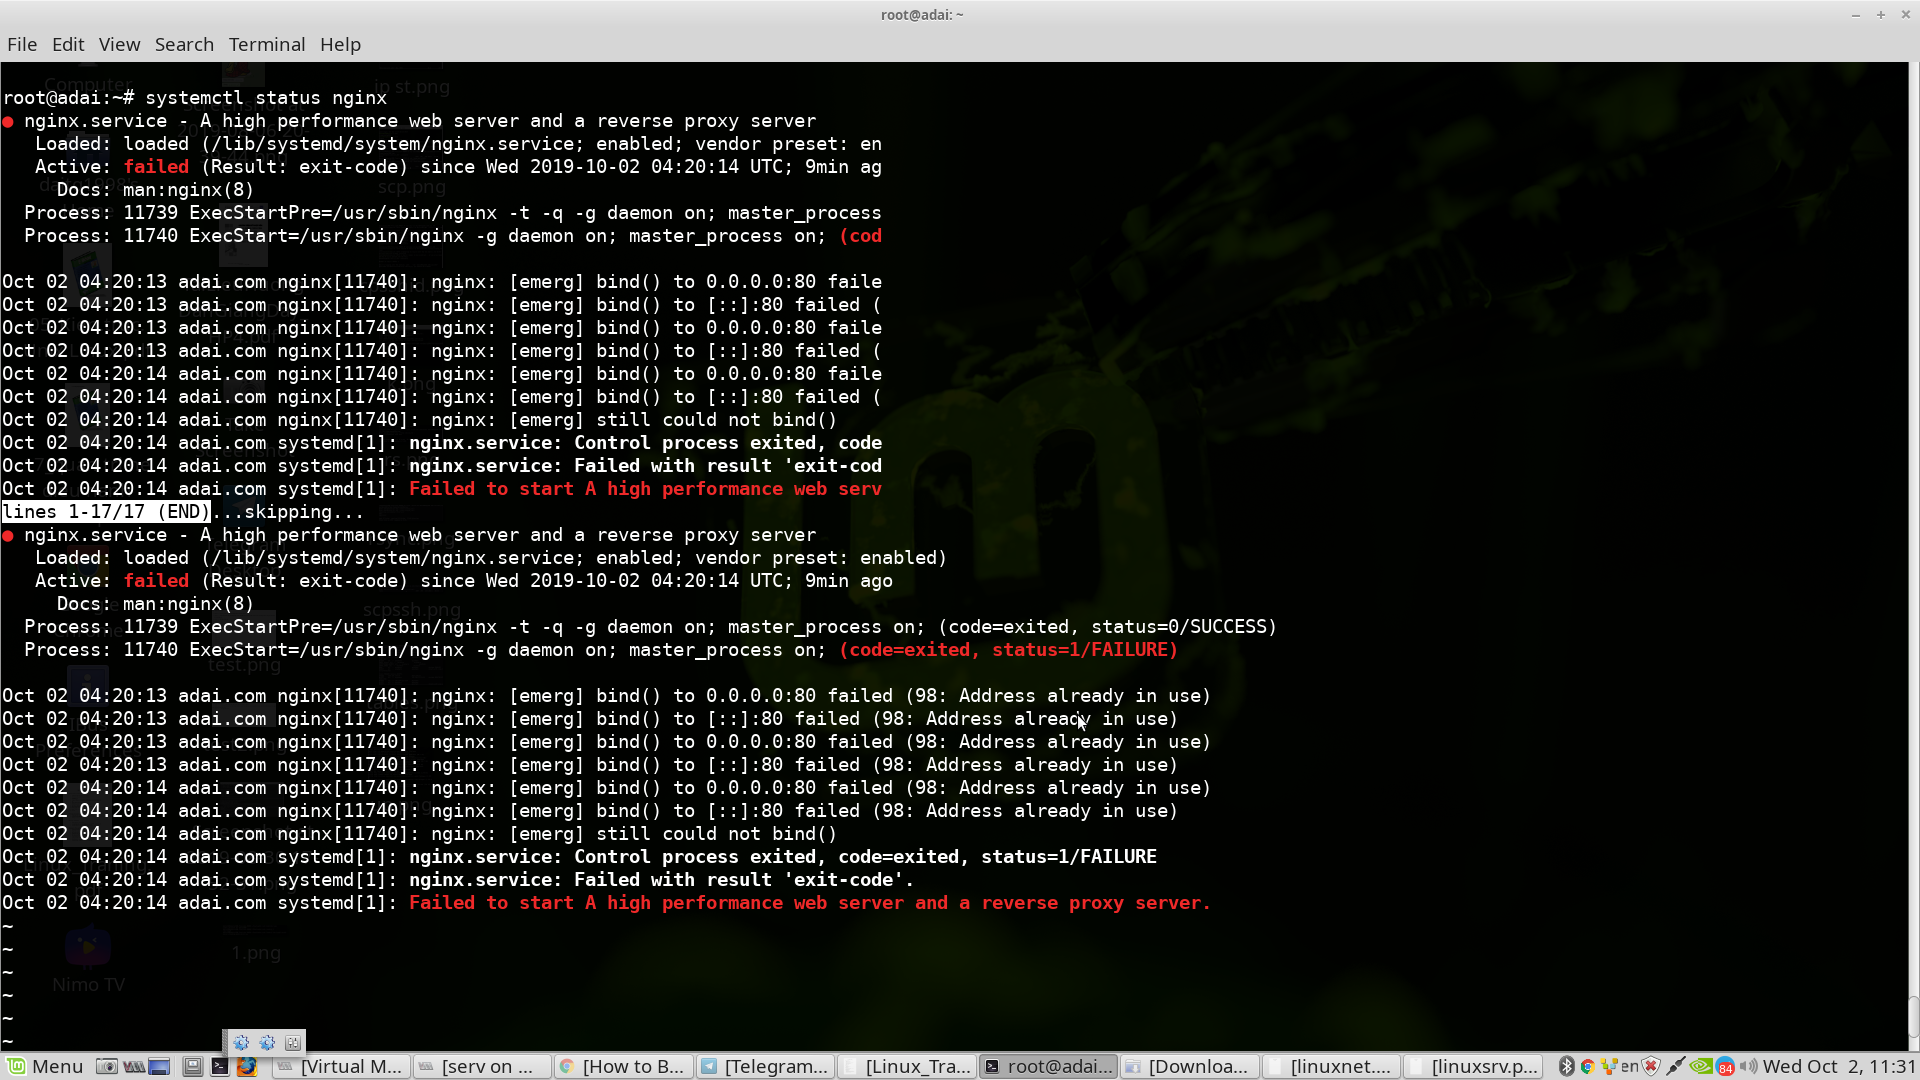 root@adai: ~
File Edit View Search Terminal Help
root@adai:~# systemctl status nginx
● nginx.service - A high performance web server and a reverse proxy server
Loaded: loaded (/lib/systemd/system/nginx.service; enabled; vendor preset: en
Active: failed (Result: exit-code) since Wed 2019-10-02 04:20:14 UTC; 9min ag
Docs: man:nginx(8)
Process: 11739 ExecStartPre=/usr/sbin/nginx -t -q -g daemon on; master_process
Process: 11740 ExecStart=/usr/sbin/nginx -g daemon on; master_process on; (cod
Oct 02 04:20:13 adai.com nginx[11740]: nginx: [emerg] bind() to 0.0.0.0:80 faile
Oct 02 04:20:13 adai.com nginx[11740]: nginx: [emerg] bind() to [::]:80 failed (
Oct 02 04:20:13 adai.com nginx[11740]: nginx: [emerg] bind() to 0.0.0.0:80 faile
Oct 02 04:20:13 adai.com nginx[11740]: nginx: [emerg] bind() to [::]:80 failed (
Oct 02 04:20:14 adai.com nginx[11740]: nginx: [emerg] bind() to 0.0.0.0:80 faile
Oct 02 04:20:14 adai.com nginx[11740]: nginx: [emerg] bind() to [::]:80 failed (
Oct 02 04:20:14 adai.com nginx[11740]: nginx: [emerg] still could not bind()
Oct 02 04:20:14 adai.com systemd[1]: nginx.service: Control process exited, code
Oct 02 04:20:14 adai.com systemd[1]: nginx.service: Failed with result 'exit-cod
Oct 02 04:20:14 adai.com systemd[1]: Failed to start A high performance web serv
lines 1-17/17 (END)...skipping...
● nginx.service - A high performance web server and a reverse proxy server
Loaded: loaded (/lib/systemd/system/nginx.service; enabled; vendor preset: enabled)
Active: failed (Result: exit-code) since Wed 2019-10-02 04:20:14 UTC; 9min ago
Docs: man:nginx(8)
Process: 11739 ExecStartPre=/usr/sbin/nginx -t -q -g daemon on; master_process on; (code=exited, status=0/SUCCESS)
Process: 11740 ExecStart=/usr/sbin/nginx -g daemon on; master_process on; (code=exited, status=1/FAILURE)
Oct 02 04:20:13 adai.com nginx[11740]: nginx: [emerg] bind() to 0.0.0.0:80 failed (98: Address already in use)
Oct 02 04:20:13 adai.com nginx[11740]: nginx: [emerg] bind() to [::]:80 failed (98: Address already in use)
Oct 02 04:20:13 adai.com nginx[11740]: nginx: [emerg] bind() to 0.0.0.0:80 failed (98: Address already in use)
Oct 02 04:20:13 adai.com nginx[11740]: nginx: [emerg] bind() to [::]:80 failed (98: Address already in use)
Oct 02 04:20:14 adai.com nginx[11740]: nginx: [emerg] bind() to 0.0.0.0:80 failed (98: Address already in use)
Oct 02 04:20:14 adai.com nginx[11740]: nginx: [emerg] bind() to [::]:80 failed (98: Address already in use)
Oct 02 04:20:14 adai.com nginx[11740]: nginx: [emerg] still could not bind()
Oct 02 04:20:14 adai.com systemd[1]: nginx.service: Control process exited, code=exited, status=1/FAILURE
Oct 02 04:20:14 adai.com systemd[1]: nginx.service: Failed with result 'exit-code'.
Oct 02 04:20:14 adai.com systemd[1]: Failed to start A high performance web server and a reverse proxy server.
~
~
~
~
~
~
Computer
ip st.png
scp.png
scpssh.png
test.png
1.png
Nimo TV
Menu [Virtual M... [serv on ... [How to B... [Telegram... [Linux_Tra... root@adai... [Downloa... [linuxnet.... [linuxsrv.p... en 84 Wed Oct 2, 11:31